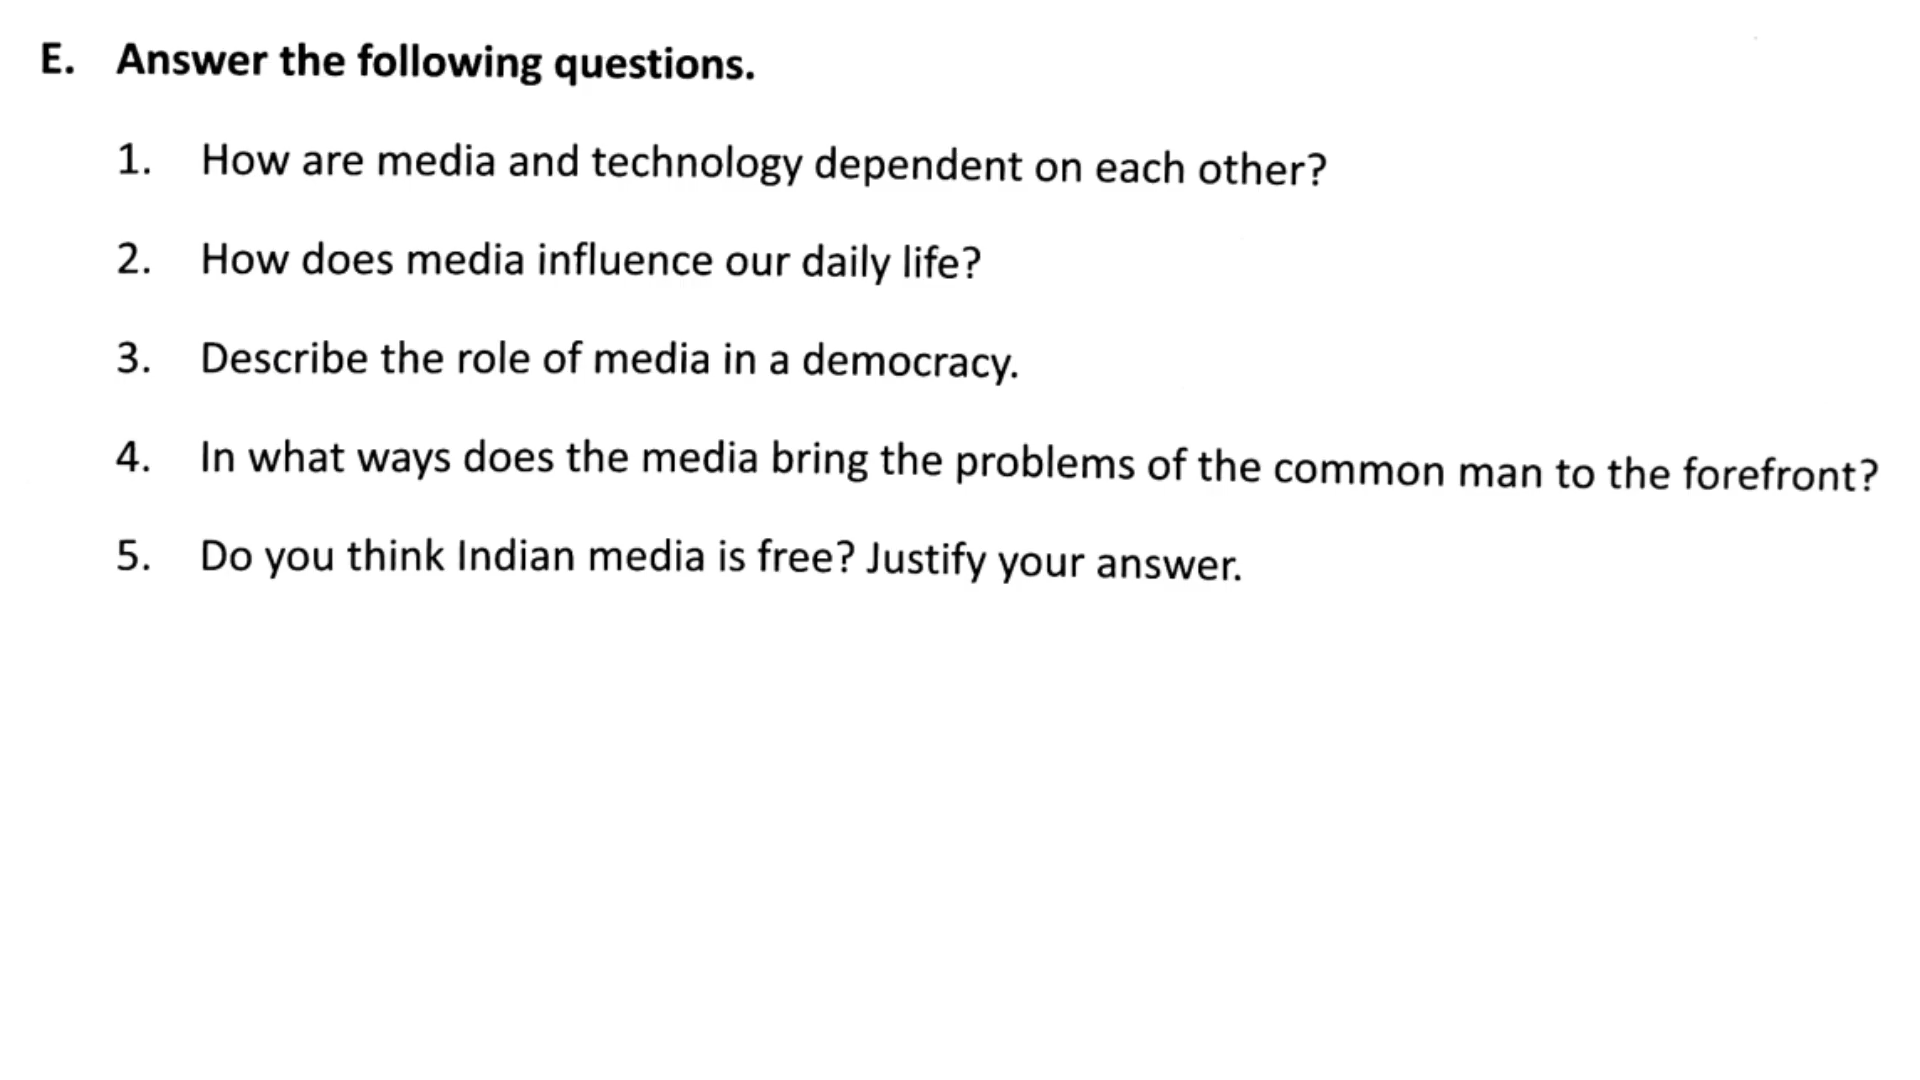 E. Answer the following questions.
1. How are media and technology dependent on each other?
2. How does media influence our daily life?
3. Describe the role of media in a democracy.
4. In what ways does the media bring the problems of the common man to the forefront?
5. Do you think Indian media is free? Justify your answer.